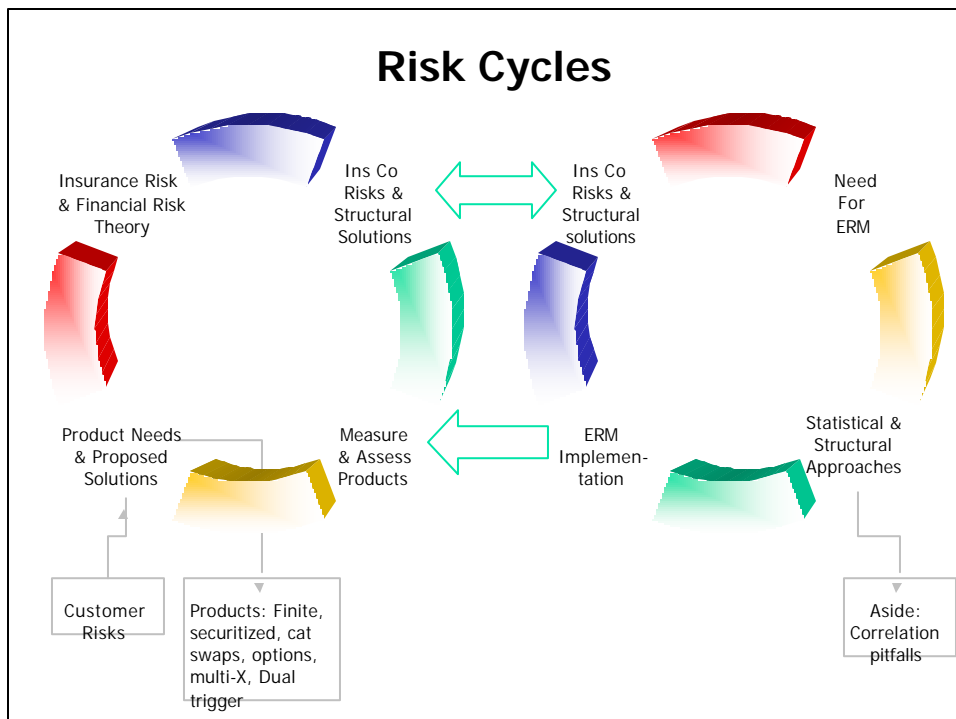 Risk Cycles
Insurance Risk
& Financial Risk
Theory
Ins Co
Risks &
Structural
Solutions
Ins Co
Risks &
Structural
solutions
Need
For
ERM
Product Needs
& Proposed
Solutions
Measure
& Assess
Products
ERM
Implemen-
tation
Statistical &
Structural
Approaches
Customer
Risks
Products: Finite,
securitized, cat
swaps, options,
multi-X, Dual
trigger
Aside:
Correlation
pitfalls